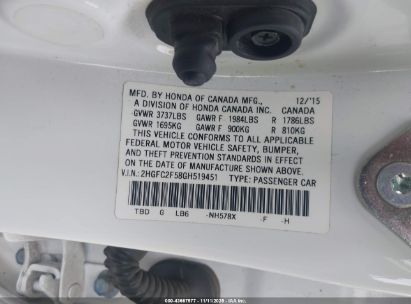 MFD. BY HONDA OF CANADA MFG., 12/'15
A DIVISION OF HONDA CANADA INC. CANADA
GVWR 3737LBS GAWR F 1984LBS R 1786LBS
GVWR 1695KG GAWR F 900KG R 810KG
THIS VEHICLE CONFORMS TO ALL APPLICABLE
FEDERAL MOTOR VEHICLE SAFETY, BUMPER,
AND THEFT PREVENTION STANDARDS IN EFFECT
ON THE DATE OF MANUFACTURE SHOWN ABOVE.
V.I.N.: 2HGFC2F58GH519451 TYPE: PASSENGER CAR
TBD G LB6 -NH578X -F -H